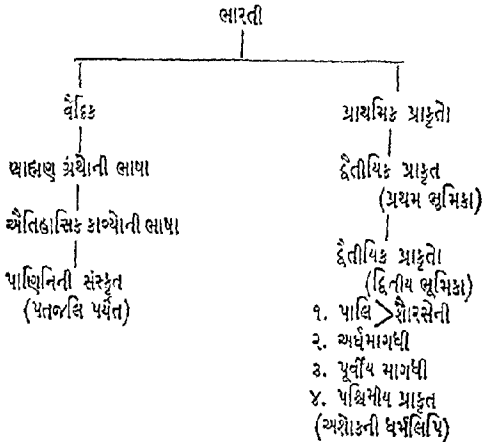 ભારતી
વૈદિક
બ્રાહ્મણ ગ્રંથોની ભાષા
ઐતિહાસિક કાવ્યોની ભાષા
પાણિનિની સંસ્કૃત
(પતંજલિ પર્યંત)
પ્રાથમિક પ્રાકૃતો
દ્વૈતીયિક પ્રાકૃત
(પ્રથમ ભૂમિકા)
દ્વૈતીયિક પ્રાકૃતો
(દ્વિતીય ભૂમિકા)
૧. પાલિ > શૌરસેની
૨. અર્ધમાગધી
૩. પૂર્વીય માગધી
૪. પશ્ચિમીય પ્રાકૃત
(અશોકની ધર્મલિપિ)